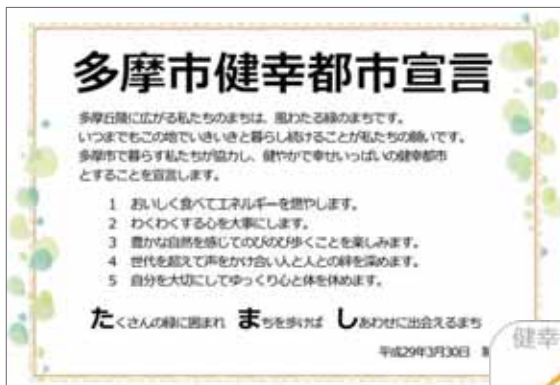 多摩市健幸都市宣言
多摩丘陵に広がる私たちのまちは、風わたる緑のまちです。
いつまでもこの地でいきいきと暮らし続けることが私たちの願いです。
多摩市で暮らす私たちが協力し、健やかで幸せいっぱいの健幸都市
とすることを宣言します。
1 おいしく食べてエネルギーを燃やします。
2 わくわくする心を大事にします。
3 豊かな自然を感じてのびのび歩くことを楽しみます。
4 世代を超えて声をかけ合い人と人との絆を深めます。
5 自分を大切にしてゆっくり心と体を休めます。
たくさんの緑に囲まれ まちを歩けば しあわせに出会えるまち
平成29年3月30日
健幸